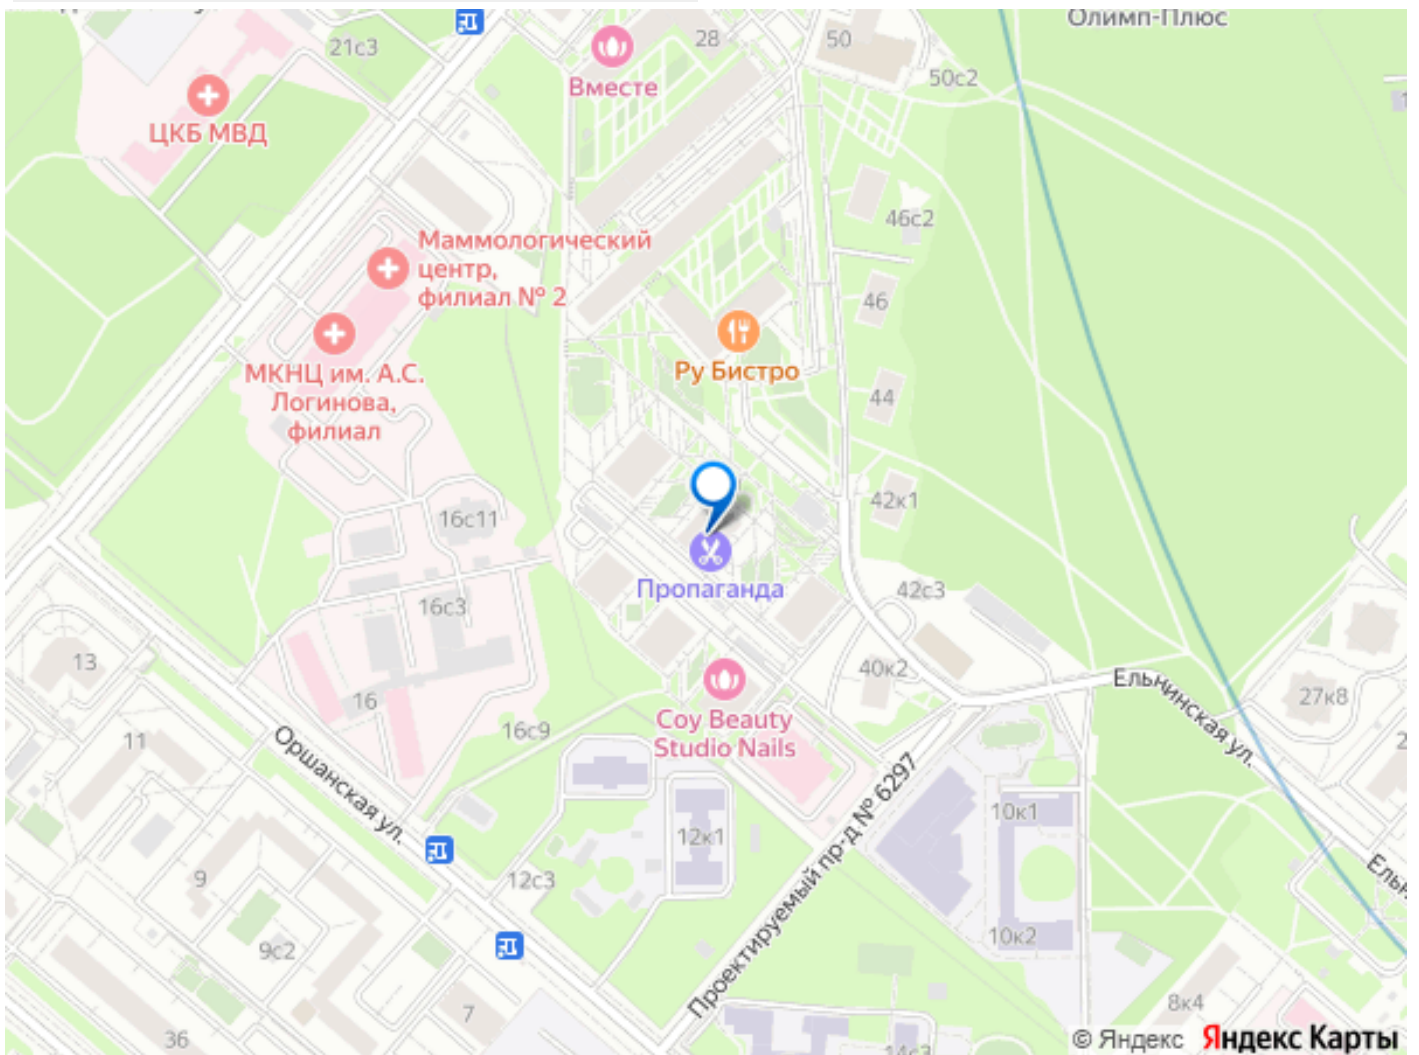 Олимп-Плюс
28
50
21с3
50с2
Вместе
ЦКБ МВД
46с2
Маммологический
центр,
филиал № 2
46
МКНЦ им. А.С.
Логинова,
филиал
Ру Бистро
44
42к1
16с11
Пропаганда
42с3
16с3
13
40к2
Ельнинская ул.
27к8
16
16с9
Coy Beauty
Studio Nails
11
Оршанская ул.
Проектируемый пр-д № 6297
10к1
12к1
9
12с3
10к2
9с2
8к4
7
36
14с3
© Яндекс Яндекс Карты